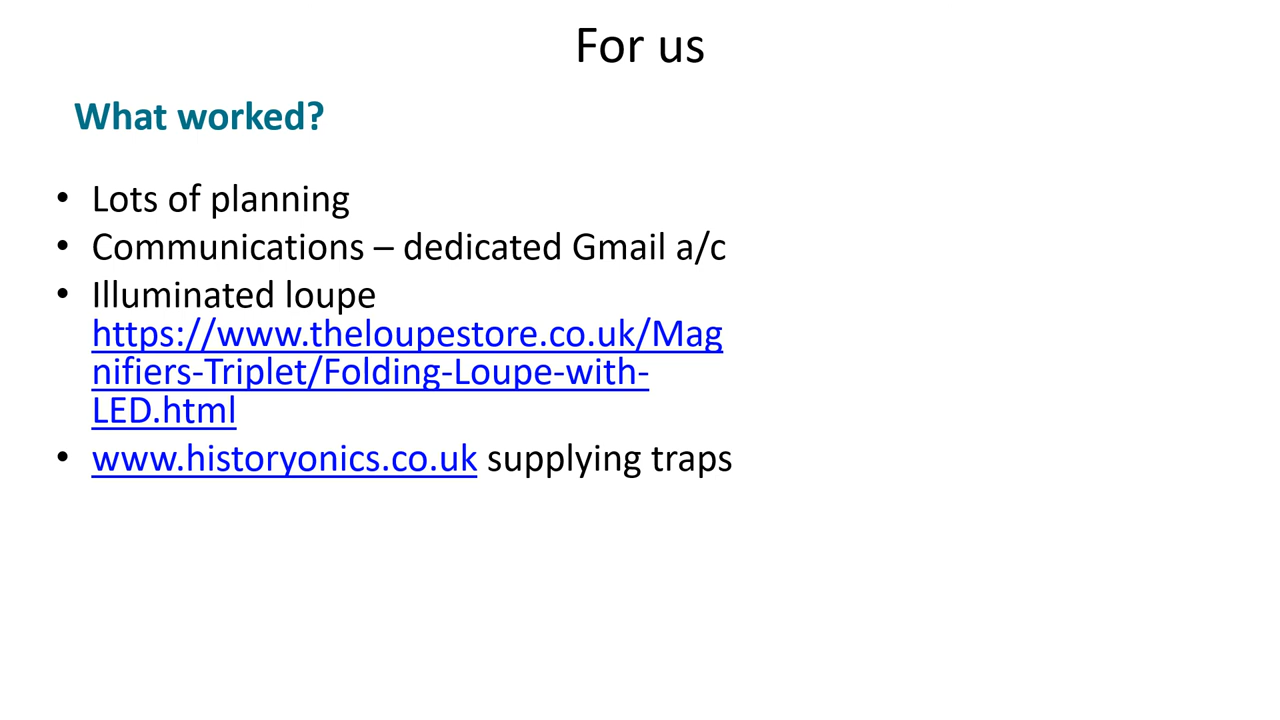 For us
What worked?
• Lots of planning
• Communications – dedicated Gmail a/c
• Illuminated loupe
https://www.theloupestore.co.uk/Mag
nifiers-Triplet/Folding-Loupe-with-
LED.html
• www.historyonics.co.uk supplying traps